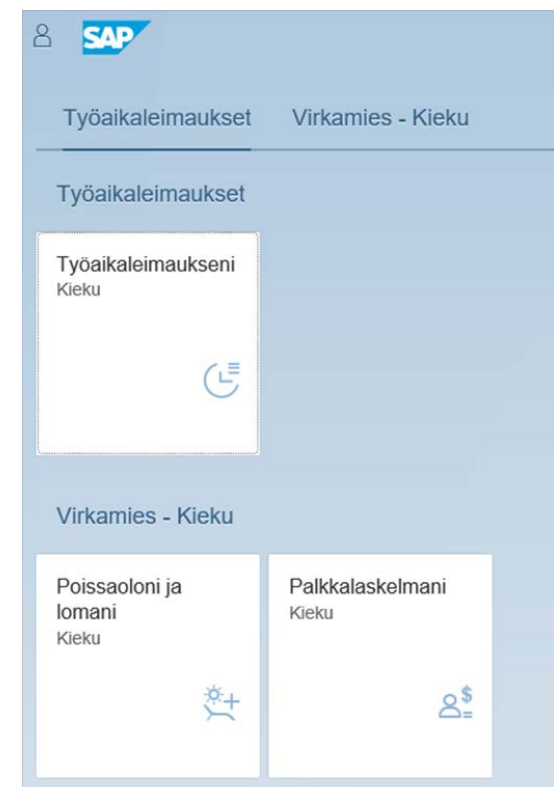 SAP
Työaikaleimaukset Virkamies - Kieku
Työaikaleimaukset
Työaikaleimaukseni
Kieku
Virkamies - Kieku
Poissaoloni ja
lomani
Kieku
Palkkalaskelmani
Kieku